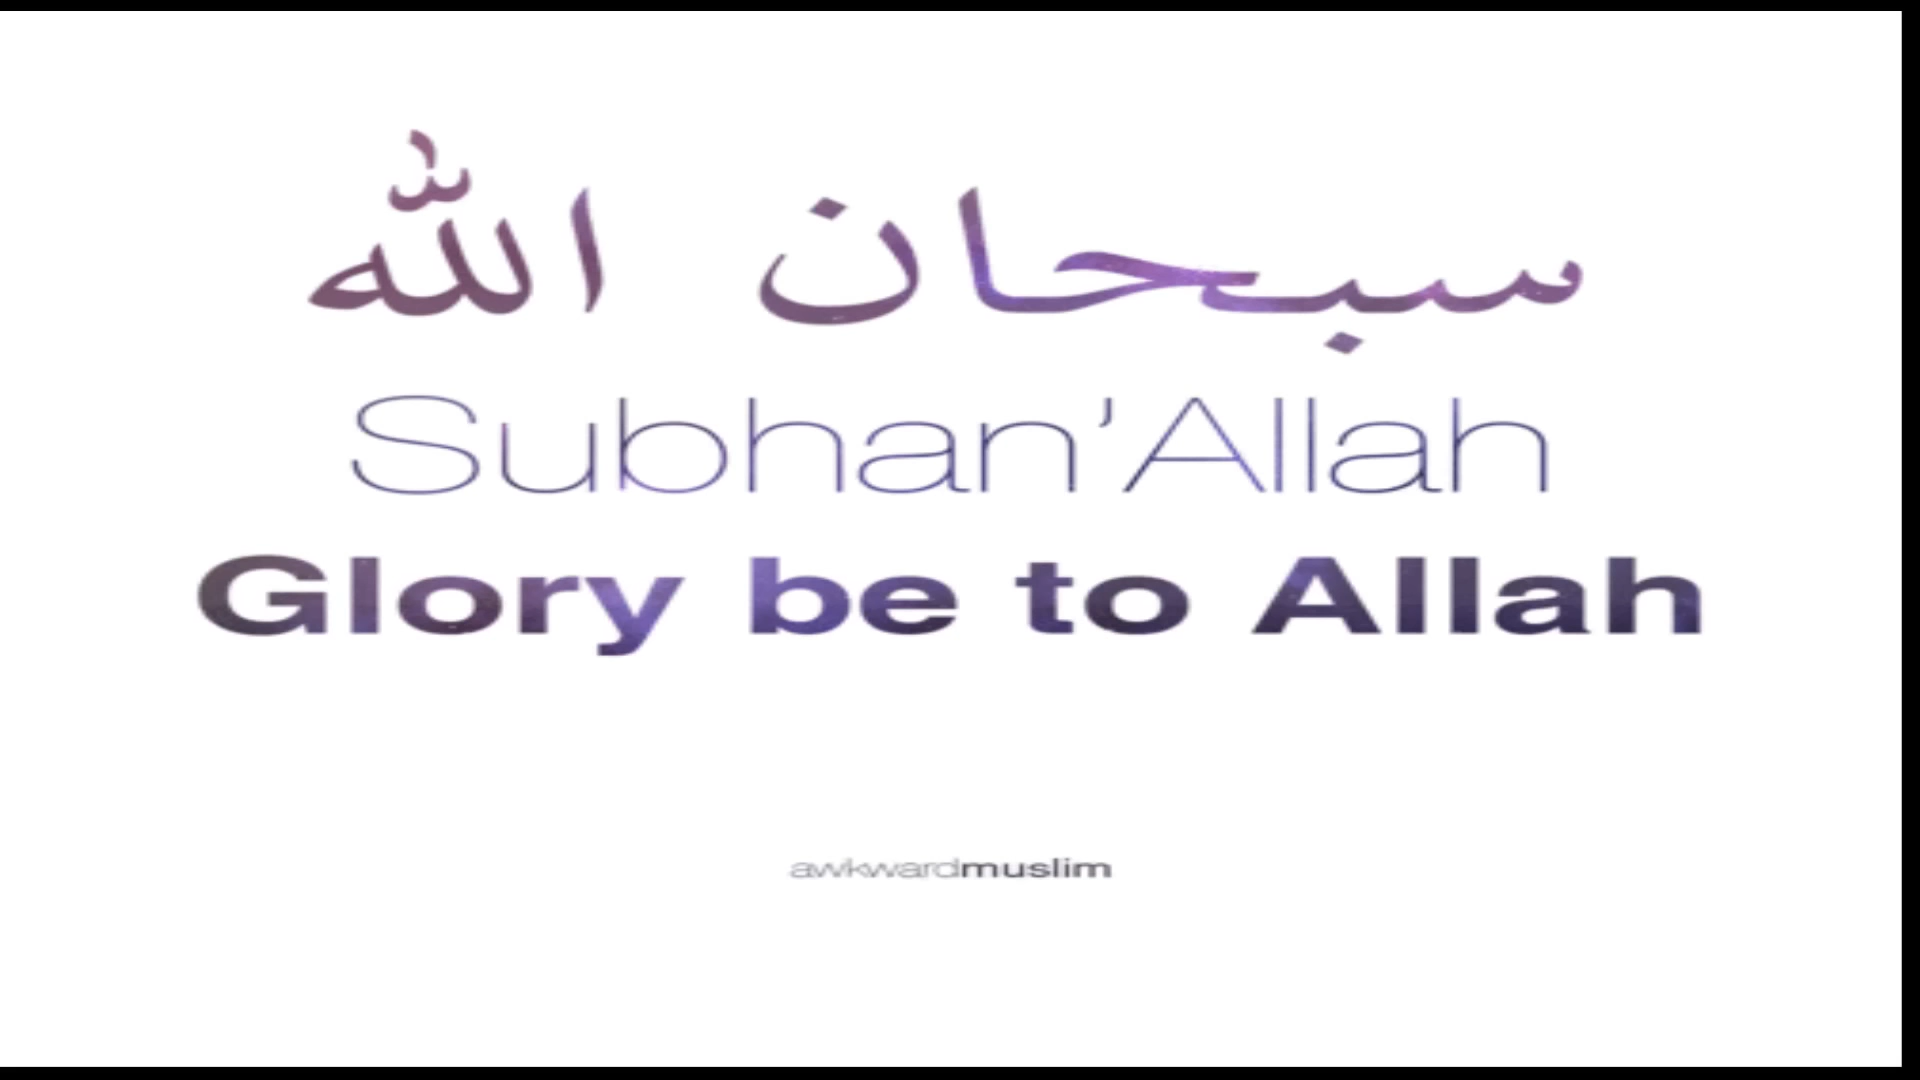 سبحان الله
Subhan'Allah
Glory be to Allah
awkwardmuslim